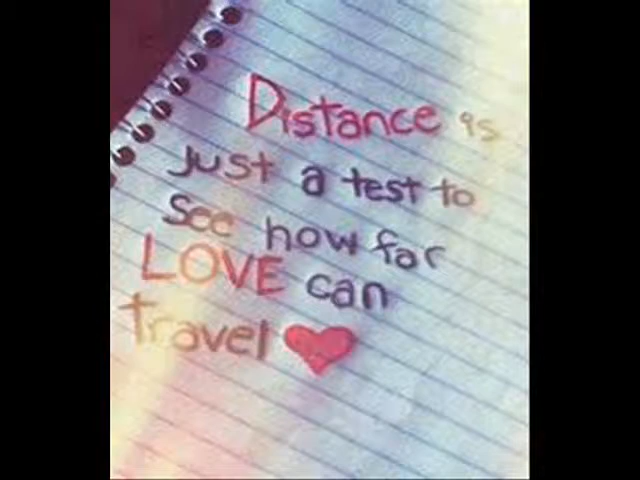 Distance is
Just a test to
See how far
LOVE can
travel